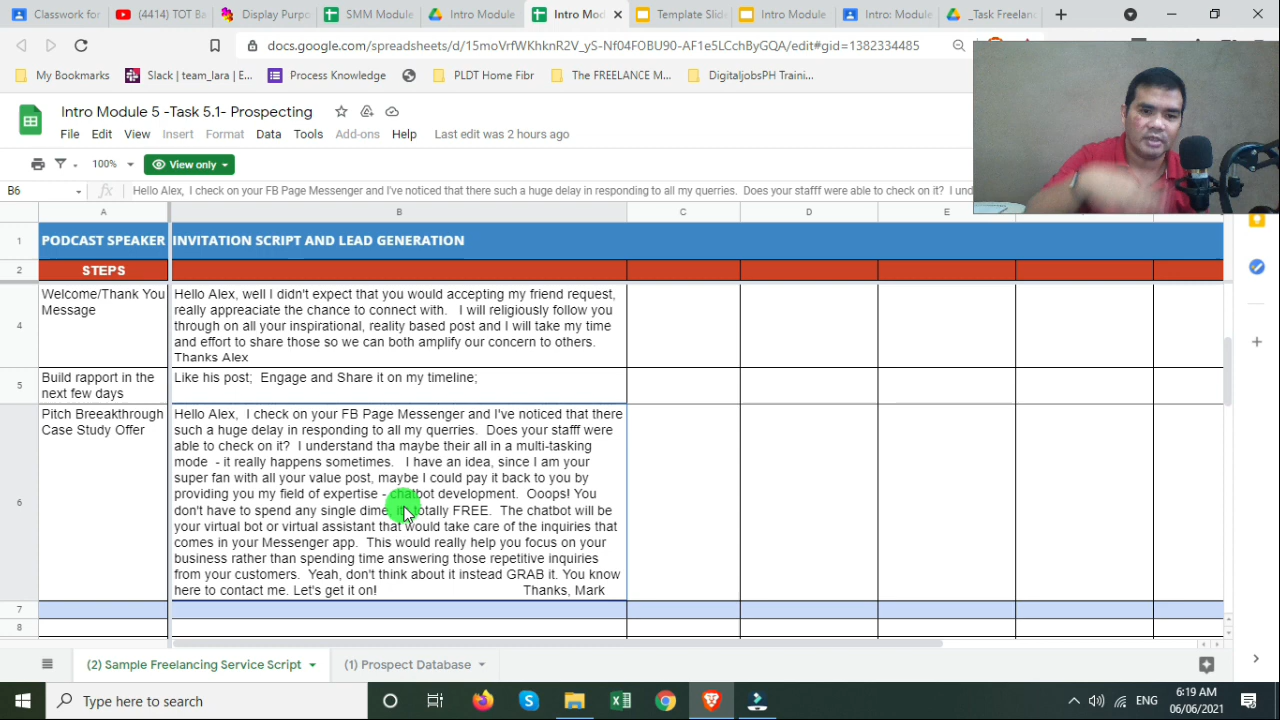 Classwork for
(4414) TOT Ba
Display Purpo
SMM Module
Intro Module
Intro Mod
Template Slid
Intro Module
Intro: Module
_Task Freelan
docs.google.com/spreadsheets/d/15moVrfWKhknR2V_yS-Nf04FOBU90-AF1e5LCchByGQA/edit#gid=1382334485
My Bookmarks
Slack | team_lara | E...
Process Knowledge
PLDT Home Fibr
The FREELANCE M...
DigitaljobsPH Traini...
Intro Module 5 -Task 5.1- Prospecting
File Edit View Insert Format Data Tools Add-ons Help Last edit was 2 hours ago
100% View only
B6 fx Hello Alex, I check on your FB Page Messenger and I've noticed that there such a huge delay in responding to all my querries. Does your stafff were able to check on it? I und
A B C D E
1 PODCAST SPEAKER INVITATION SCRIPT AND LEAD GENERATION
2 STEPS
4
Welcome/Thank You
Message
Hello Alex, well I didn't expect that you would accepting my friend request,
really appreaciate the chance to connect with. I will religiously follow you
through on all your inspirational, reality based post and I will take my time
and effort to share those so we can both amplify our concern to others.
Thanks Alex
5
Build rapport in the
next few days
Like his post; Engage and Share it on my timeline;
6
Pitch Breekthrough
Case Study Offer
Hello Alex, I check on your FB Page Messenger and I've noticed that there
such a huge delay in responding to all my querries. Does your stafff were
able to check on it? I understand tha maybe their all in a multi-tasking
mode - it really happens sometimes. I have an idea, since I am your
super fan with all your value post, maybe I could pay it back to you by
providing you my field of expertise - chatbot development. Ooops! You
don't have to spend any single dime, its totally FREE. The chatbot will be
your virtual bot or virtual assistant that would take care of the inquiries that
comes in your Messenger app. This would really help you focus on your
business rather than spending time answering those repetitive inquiries
from your customers. Yeah, don't think about it instead GRAB it. You know
here to contact me. Let's get it on! Thanks, Mark
7
8
(2) Sample Freelancing Service Script
(1) Prospect Database
Type here to search
ENG
6:19 AM
06/06/2021